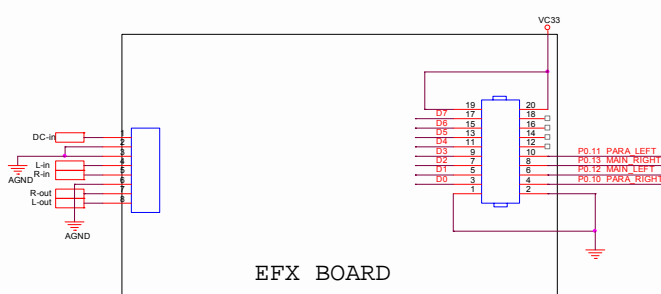 VC33
19 20
D7 17 18
D6 15 16
D5 13 14
D4 11 12
D3 9 10 P0.11 PARA_LEFT
D2 7 8 P0.13 MAIN_RIGHT
D1 5 6 P0.12 MAIN_LEFT
D0 3 4 P0.10 PARA_RIGHT
1 2
DC-in 1
2
3
L-in 4
AGND R-in 5
6
R-out 7
L-out 8
AGND
EFX BOARD